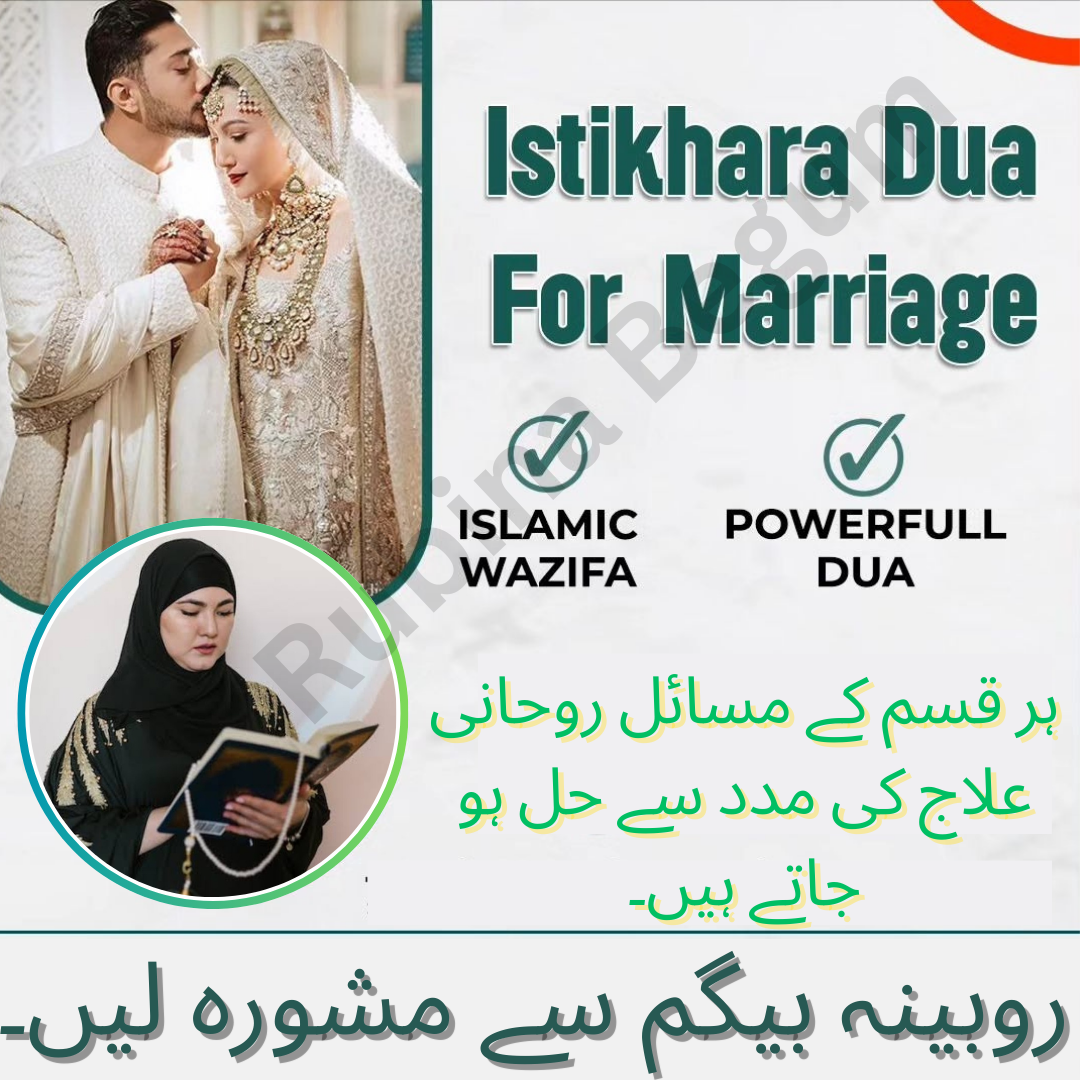 Istikhara Dua
For Marriage
ISLAMIC
WAZIFA
POWERFULL
DUA
Rubina Begum
ہر قسم کے مسائل روحانی
علاج کی مدد سے حل ہو
جاتے ہیں۔
روبینہ بیگم سے مشورہ لیں۔